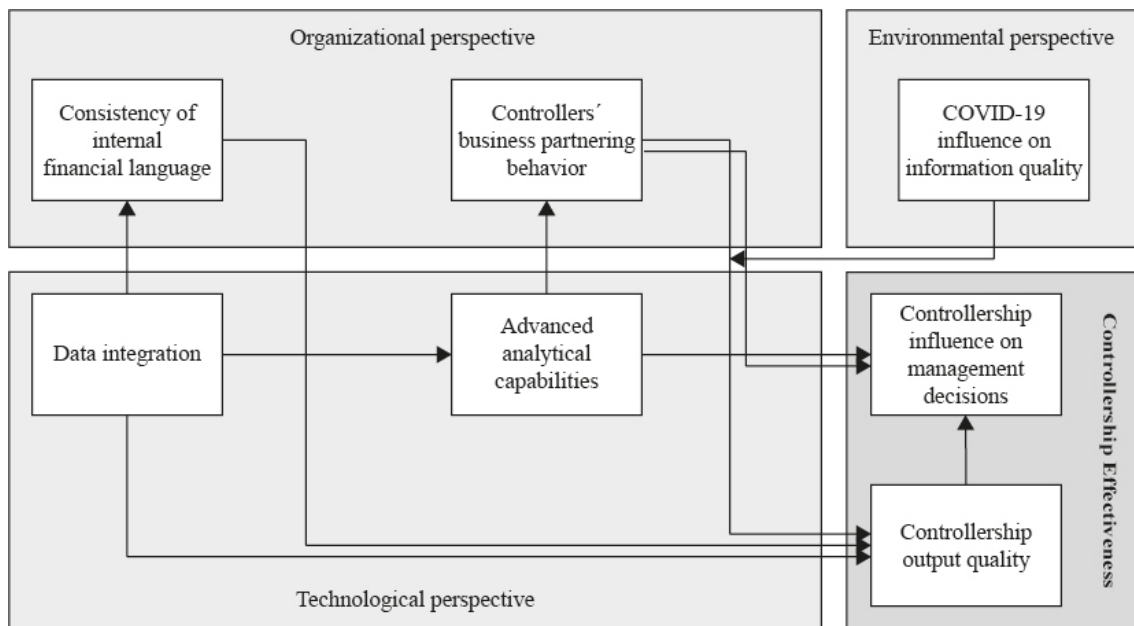 Organizational perspective
Environmental perspective
Consistency of
internal
financial language
Controllers´
business partnering
behavior
COVID-19
influence on
information quality
Data integration
Advanced
analytical
capabilities
Controllership
influence on
management
decisions
Controllership
output quality
Controllership Effectiveness
Technological perspective